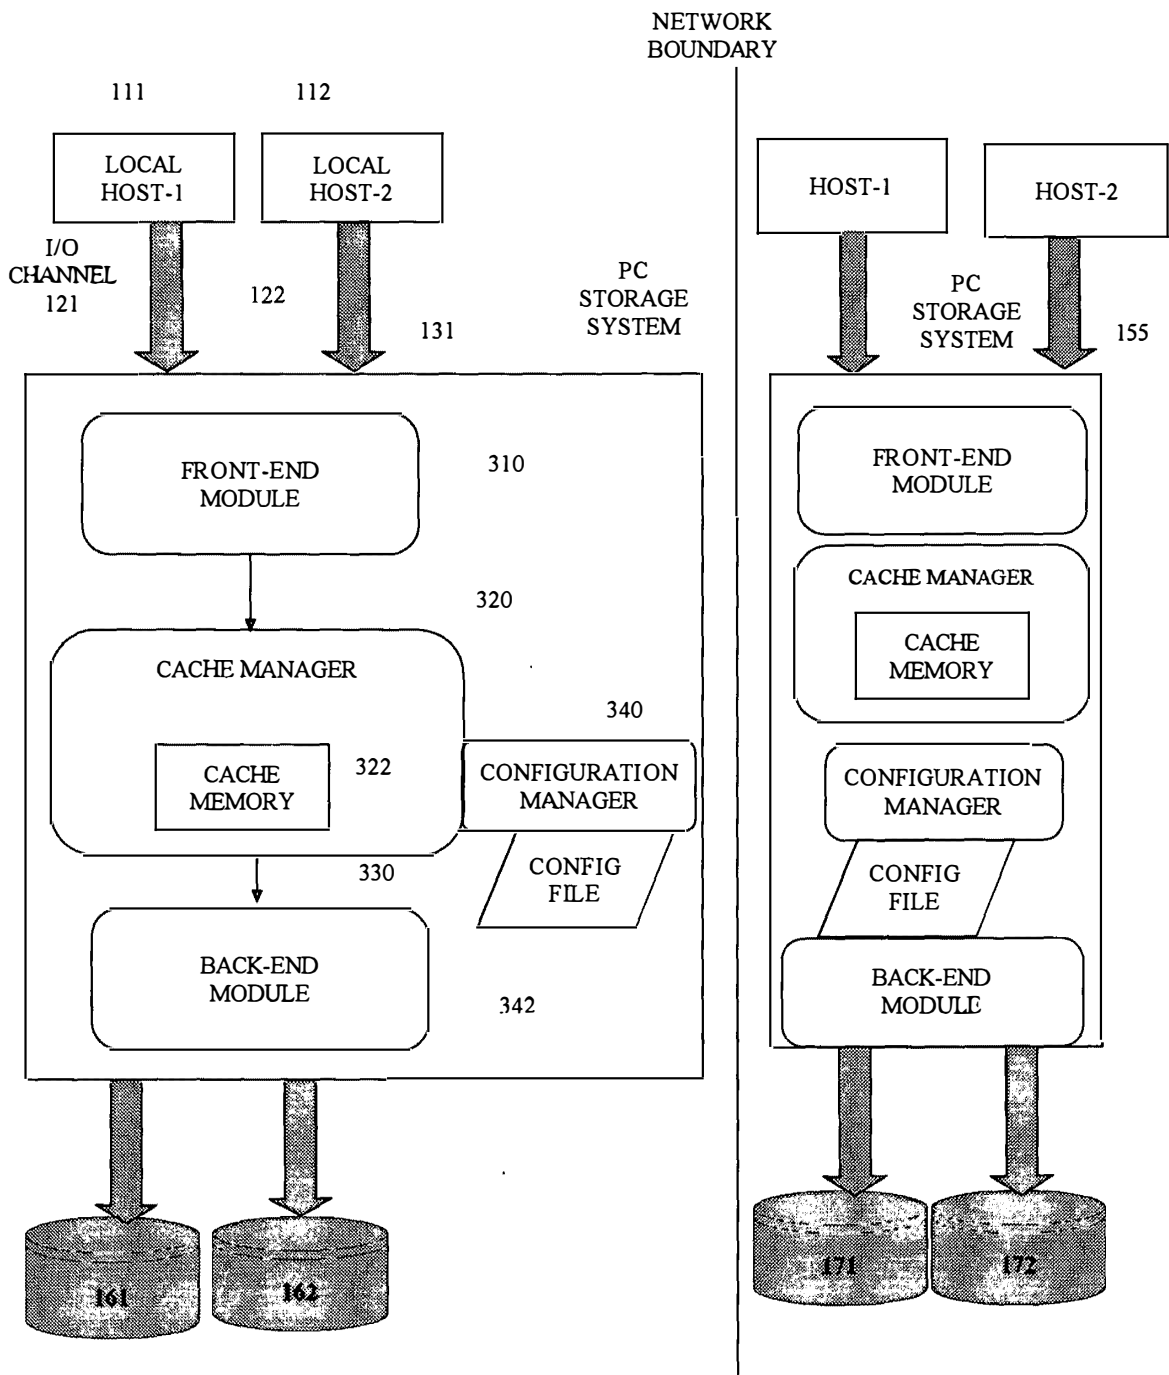 NETWORK
BOUNDARY
111
112
LOCAL
HOST-1
LOCAL
HOST-2
HOST-1
HOST-2
I/O
CHANNEL
121
122
131
PC
STORAGE
SYSTEM
PC
STORAGE
SYSTEM
155
FRONT-END
MODULE
310
320
CACHE MANAGER
CACHE
MEMORY
322
340
CONFIGURATION
MANAGER
CONFIG
FILE
330
BACK-END
MODULE
342
161
162
FRONT-END
MODULE
CACHE MANAGER
CACHE
MEMORY
CONFIGURATION
MANAGER
CONFIG
FILE
BACK-END
MODULE
171
172